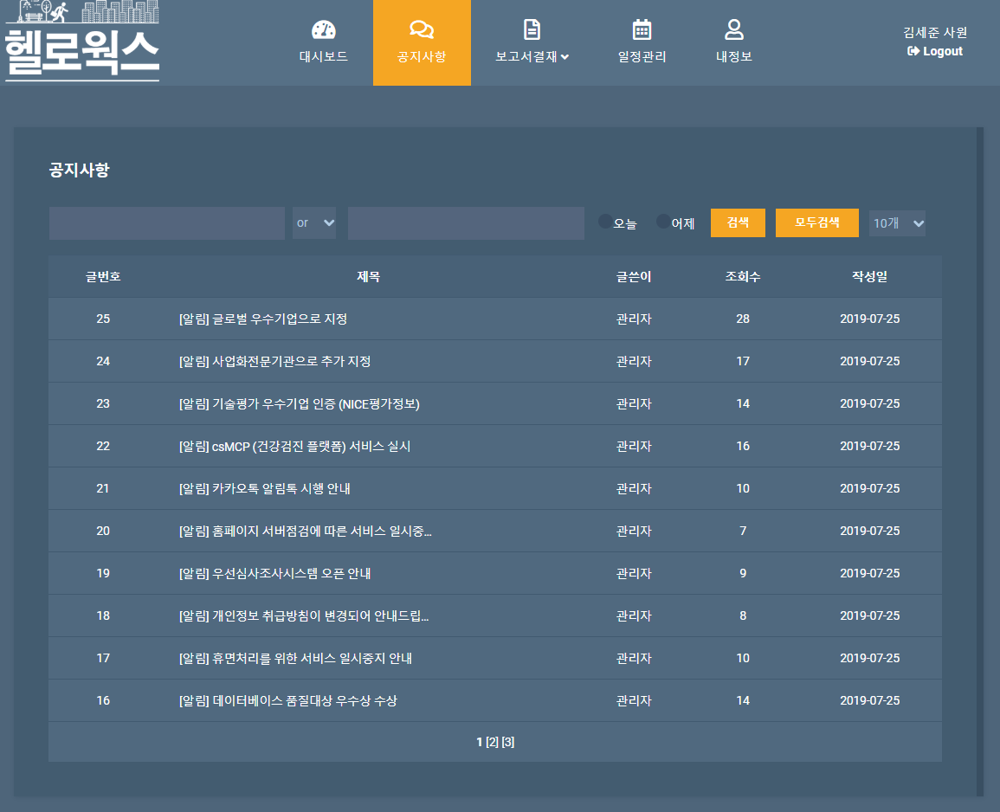 헬로웍스
대시보드
공지사항
보고서결재
일정관리
내정보
김세준 사원
Logout
공지사항
or
오늘
어제
검색
모두검색
10개
글번호 제목 글쓴이 조회수 작성일
25 [알림] 글로벌 우수기업으로 지정 관리자 28 2019-07-25
24 [알림] 사업화전문기관으로 추가 지정 관리자 17 2019-07-25
23 [알림] 기술평가 우수기업 인증 (NICE평가정보) 관리자 14 2019-07-25
22 [알림] csMCP (건강검진 플랫폼) 서비스 실시 관리자 16 2019-07-25
21 [알림] 카카오톡 알림톡 시행 안내 관리자 10 2019-07-25
20 [알림] 홈페이지 서버점검에 따른 서비스 일시중... 관리자 7 2019-07-25
19 [알림] 우선심사조사시스템 오픈 안내 관리자 9 2019-07-25
18 [알림] 개인정보 취급방침이 변경되어 안내드립... 관리자 8 2019-07-25
17 [알림] 휴면처리를 위한 서비스 일시중지 안내 관리자 10 2019-07-25
16 [알림] 데이터베이스 품질대상 우수상 수상 관리자 14 2019-07-25
1 [2] [3]